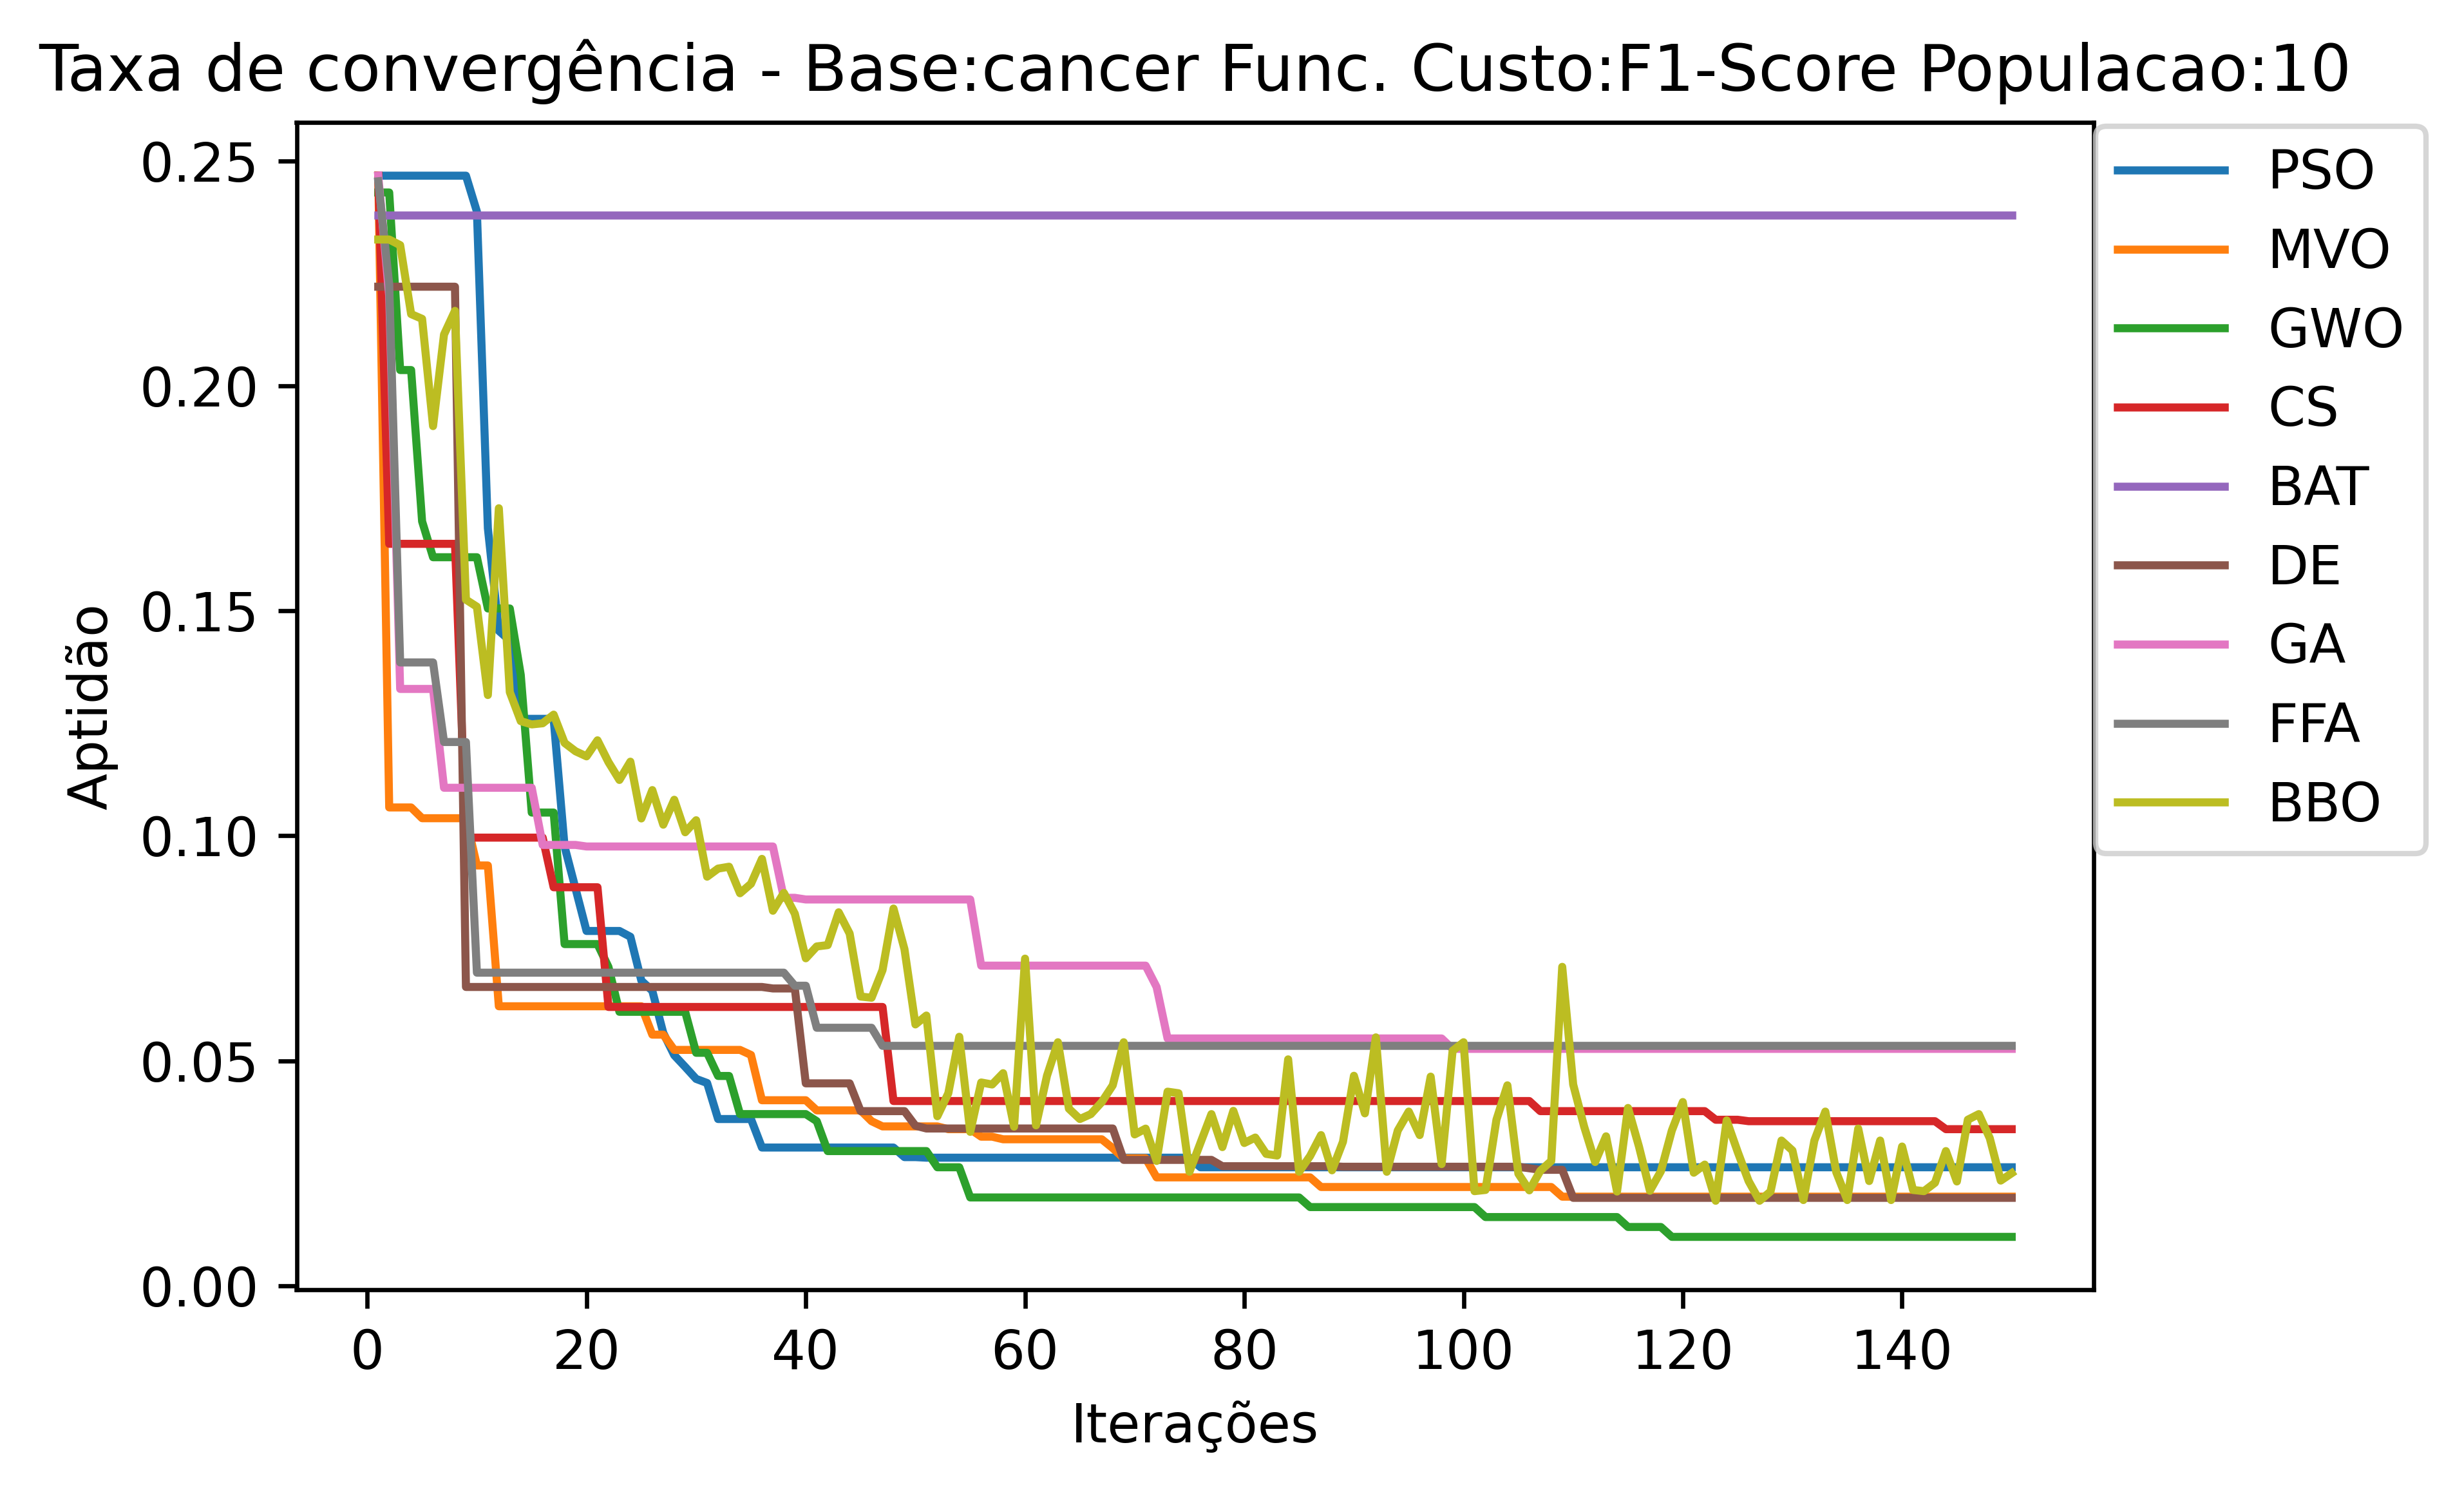 Taxa de convergência - Base:cancer Func. Custo:F1-Score Populacao:10
0.25
0.20
0.15
0.10
0.05
0.00
Aptidão
0 20 40 60 80 100 120 140
Iterações
PSO
MVO
GWO
CS
BAT
DE
GA
FFA
BBO